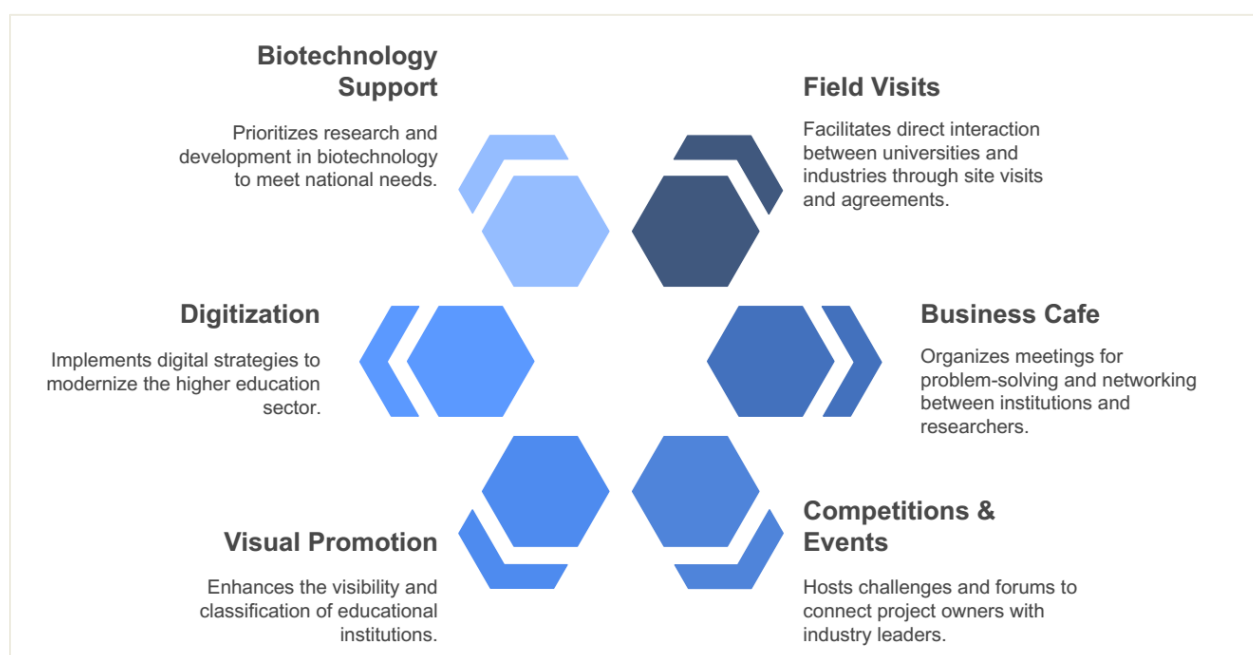 Biotechnology
Support
Prioritizes research and
development in biotechnology
to meet national needs.
Field Visits
Facilitates direct interaction
between universities and
industries through site visits
and agreements.
Digitization
Implements digital strategies to
modernize the higher education
sector.
Business Cafe
Organizes meetings for
problem-solving and networking
between institutions and
researchers.
Visual Promotion
Enhances the visibility and
classification of educational
institutions.
Competitions &
Events
Hosts challenges and forums to
connect project owners with
industry leaders.